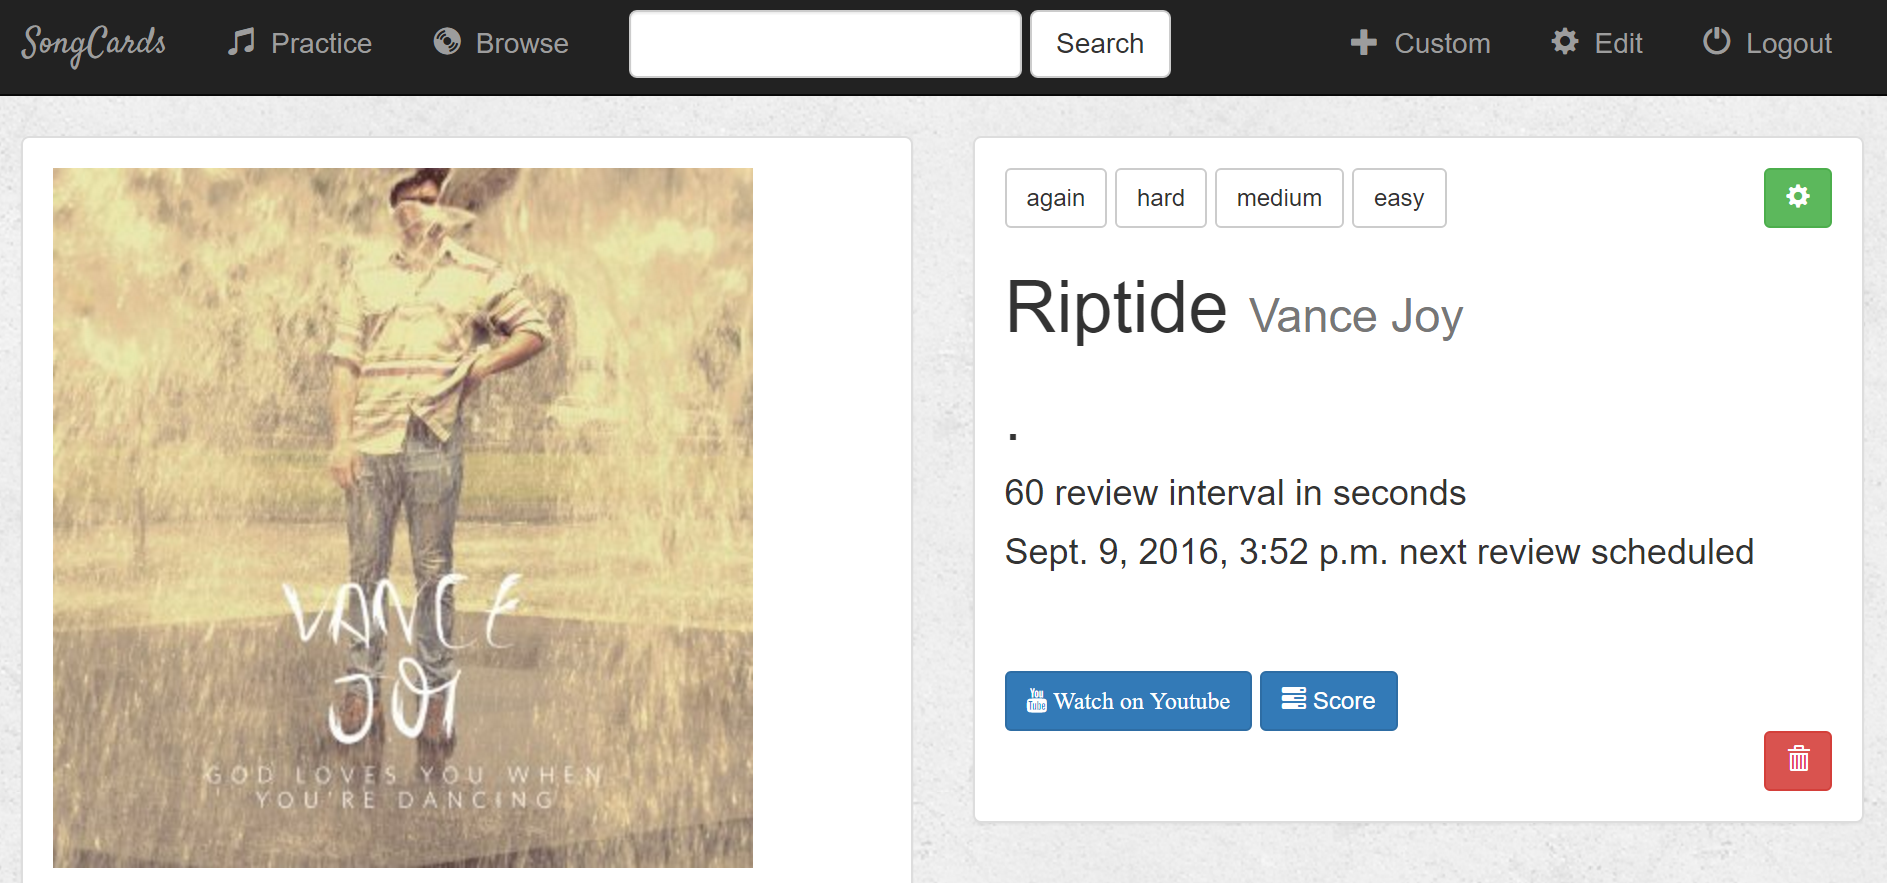 SongCards Practice Browse Search Custom Edit Logout
VANCE
JOY
GOD LOVES YOU WHEN
YOU'RE DANCING
again hard medium easy
Riptide Vance Joy
.
60 review interval in seconds
Sept. 9, 2016, 3:52 p.m. next review scheduled
You Tube Watch on Youtube Score